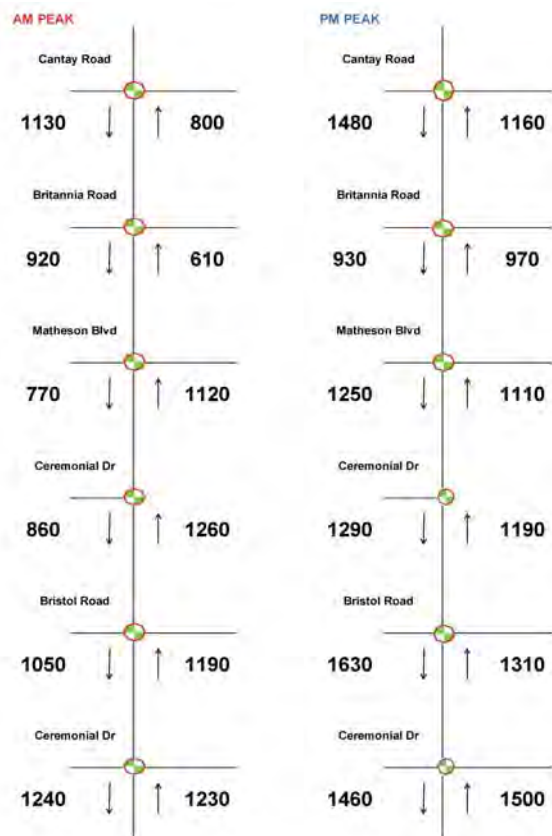 AM PEAK
Cantay Road
1130 800
Britannia Road
920 610
Matheson Blvd
770 1120
Ceremonial Dr
860 1260
Bristol Road
1050 1190
Ceremonial Dr
1240 1230
PM PEAK
Cantay Road
1480 1160
Britannia Road
930 970
Matheson Blvd
1250 1110
Ceremonial Dr
1290 1190
Bristol Road
1630 1310
Ceremonial Dr
1460 1500